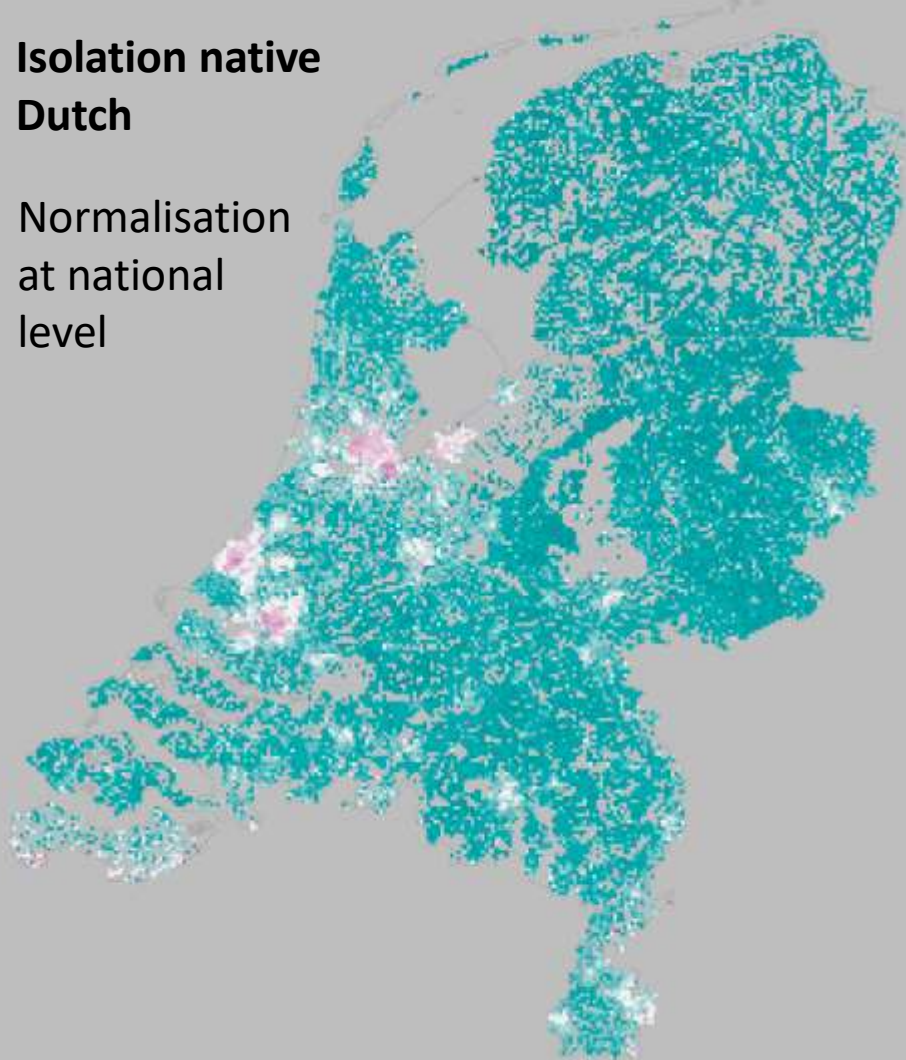 Isolation native
Dutch
Normalisation
at national
level